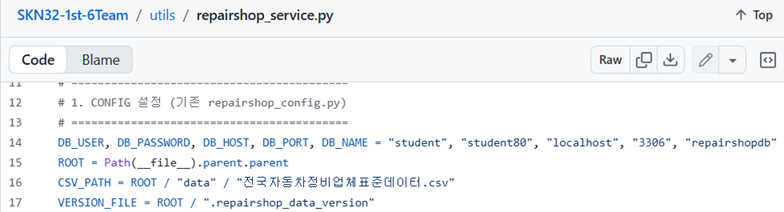 SKN32-1st-6Team / utils / repairshop_service.py
Top
Code Blame
Raw
11 # ==========================================
12 # 1. CONFIG 설정 (기존 repairshop_config.py)
13 # ==========================================
14 DB_USER, DB_PASSWORD, DB_HOST, DB_PORT, DB_NAME = "student", "student80", "localhost", "3306", "repairshopdb"
15 ROOT = Path(__file__).parent.parent
16 CSV_PATH = ROOT / "data" / "전국자동차정비업체표준데이터.csv"
17 VERSION_FILE = ROOT / ".repairshop_data_version"